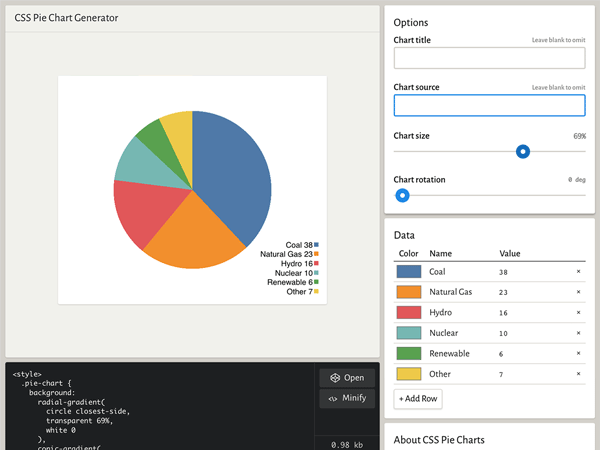 CSS Pie Chart Generator
Coal 38
Natural Gas 23
Hydro 16
Nuclear 10
Renewable 6
Other 7
<style>
.pie-chart {
background:
radial-gradient(
circle closest-side,
transparent 69%,
white 0
),
conic-gradient(
Open
Minify
0.98 kb
Options
Chart title Leave blank to omit
Chart source Leave blank to omit
Chart size 69%
Chart rotation 0 deg
Data
Color Name Value
Coal 38 ×
Natural Gas 23 ×
Hydro 16 ×
Nuclear 10 ×
Renewable 6 ×
Other 7 ×
+ Add Row
About CSS Pie Charts